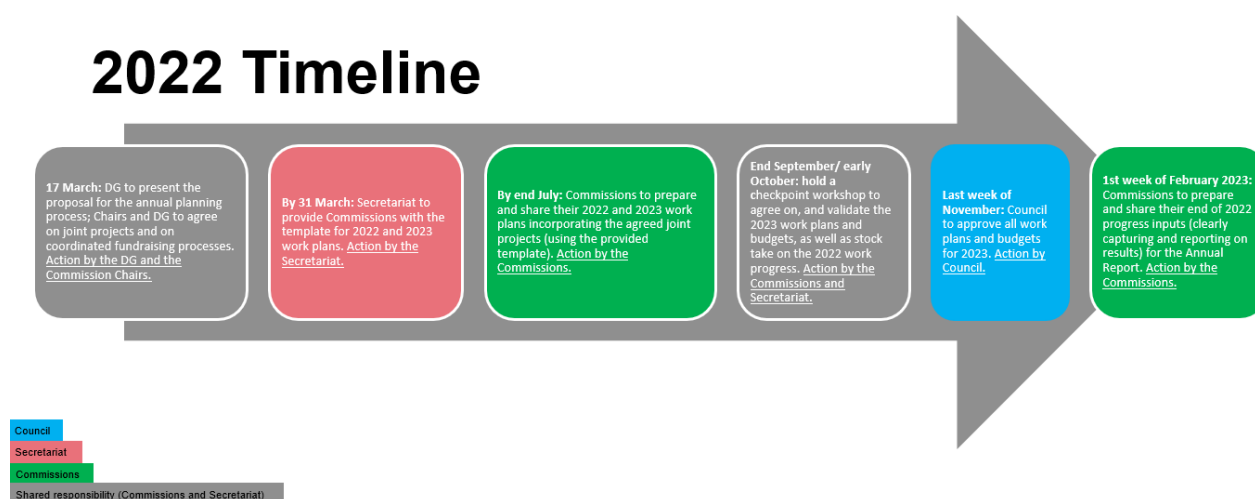 2022 Timeline
17 March: DG to present the
proposal for the annual planning
process; Chairs and DG to agree
on joint projects and on
coordinated fundraising processes.
Action by the DG and the
Commission Chairs.
By 31 March: Secretariat to
provide Commissions with the
template for 2022 and 2023
work plans. Action by the
Secretariat.
By end July: Commissions to prepare
and share their 2022 and 2023 work
plans incorporating the agreed joint
projects (using the provided
template). Action by the
Commissions.
End September/ early
October: hold a
checkpoint workshop to
agree on, and validate the
2023 work plans and
budgets, as well as stock
take on the 2022 work
progress. Action by the
Commissions and
Secretariat.
Last week of
November: Council
to approve all work
plans and budgets
for 2023. Action by
Council.
1st week of February 2023:
Commissions to prepare
and share their end of 2022
progress inputs (clearly
capturing and reporting on
results) for the Annual
Report. Action by the
Commissions.
Council
Secretariat
Commissions
Shared responsibility (Commissions and Secretariat)